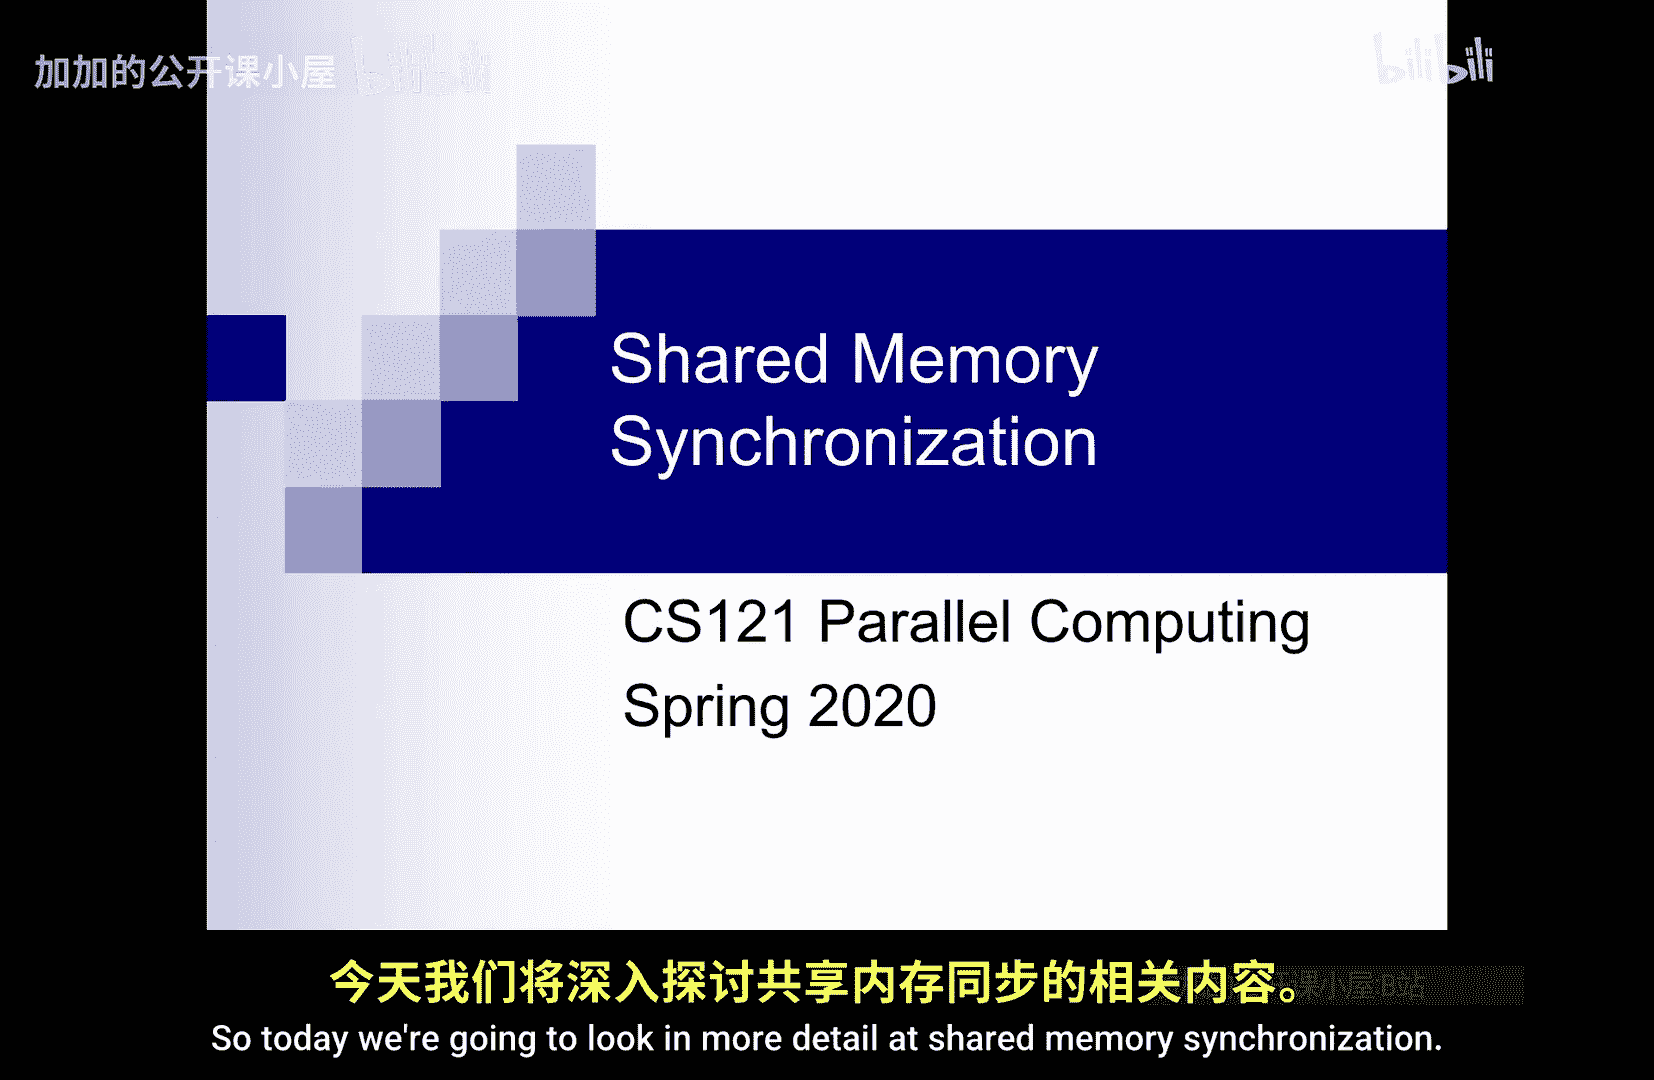 加加的公开课小屋 bilibili
bilibili
Shared Memory
Synchronization
CS121 Parallel Computing
Spring 2020
今天我们将深入探讨共享内存同步的相关内容。
So today we're going to look in more detail at shared memory synchronization.